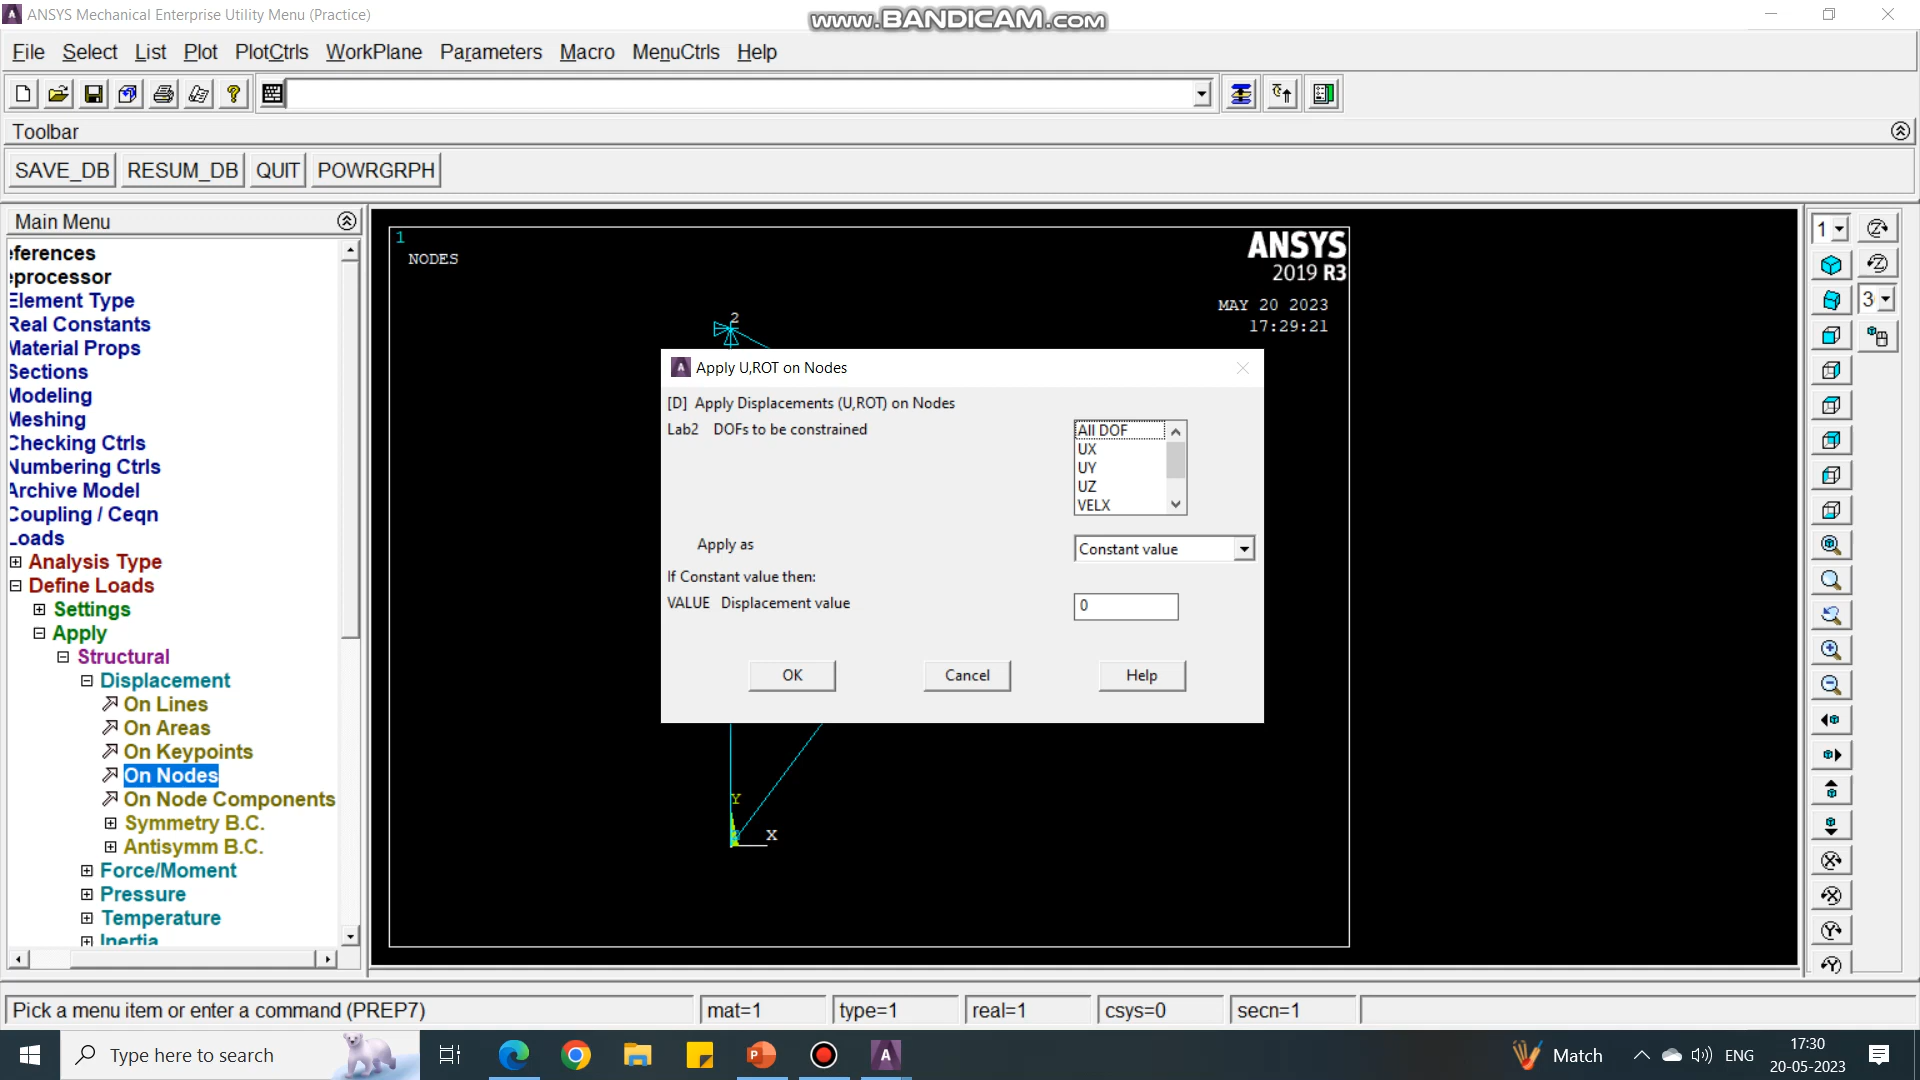 ANSYS Mechanical Enterprise Utility Menu (Practice)
www.BANDICAM.com
File Select List Plot PlotCtrls WorkPlane Parameters Macro MenuCtrls Help
Toolbar
SAVE_DB RESUM_DB QUIT POWRGRPH
Main Menu
eferences
eprocessor
Element Type
Real Constants
Material Props
Sections
Modeling
Meshing
Checking Ctrls
Numbering Ctrls
Archive Model
Coupling / Ceqn
Loads
Analysis Type
Define Loads
Settings
Apply
Structural
Displacement
On Lines
On Areas
On Keypoints
On Nodes
On Node Components
Symmetry B.C.
Antisymm B.C.
Force/Moment
Pressure
Temperature
Inertia
1
NODES
ANSYS
2019 R3
MAY 20 2023
17:29:21
2
Apply U,ROT on Nodes
[D] Apply Displacements (U,ROT) on Nodes
Lab2 DOFs to be constrained
All DOF
UX
UY
UZ
VELX
Apply as
Constant value
If Constant value then:
VALUE Displacement value
0
OK Cancel Help
Y
X
1
3
Pick a menu item or enter a command (PREP7)
mat=1 type=1 real=1 csys=0 secn=1
Type here to search
Match
ENG
17:30
20-05-2023